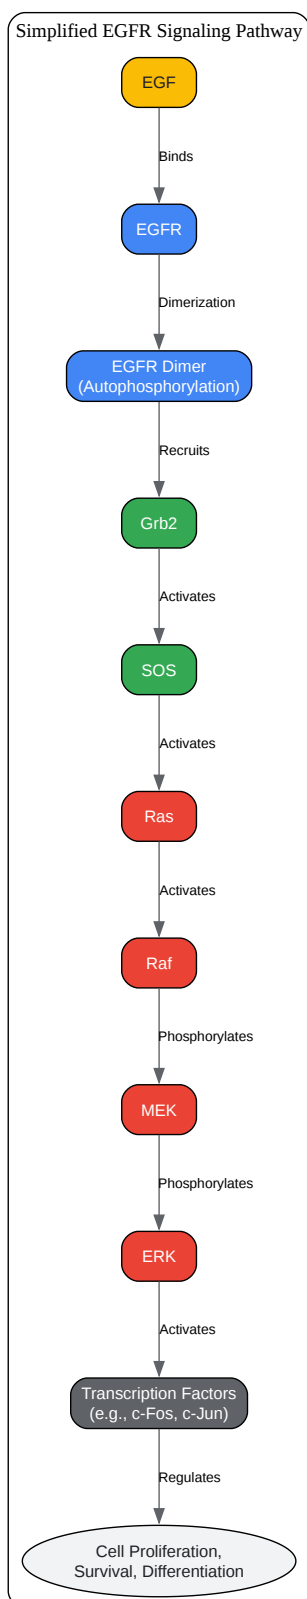 Simplified EGFR Signaling Pathway
EGF
Binds
EGFR
Dimerization
EGFR Dimer
(Autophosphorylation)
Recruits
Grb2
Activates
SOS
Activates
Ras
Activates
Raf
Phosphorylates
MEK
Phosphorylates
ERK
Activates
Transcription Factors
(e.g., c-Fos, c-Jun)
Regulates
Cell Proliferation,
Survival, Differentiation